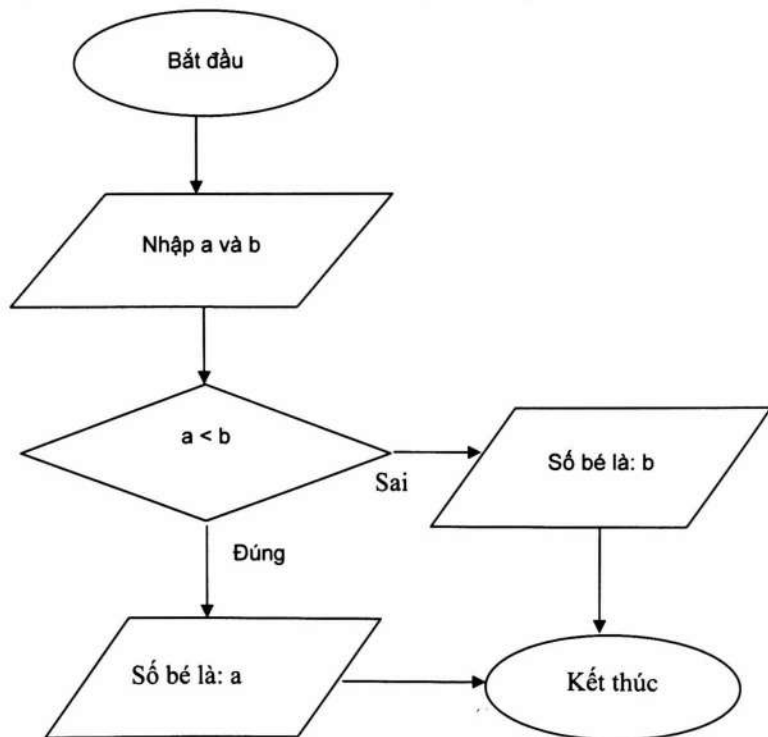 Bắt đầu
Nhập a và b
a < b
Sai
Số bé là: b
Đúng
Số bé là: a
Kết thúc